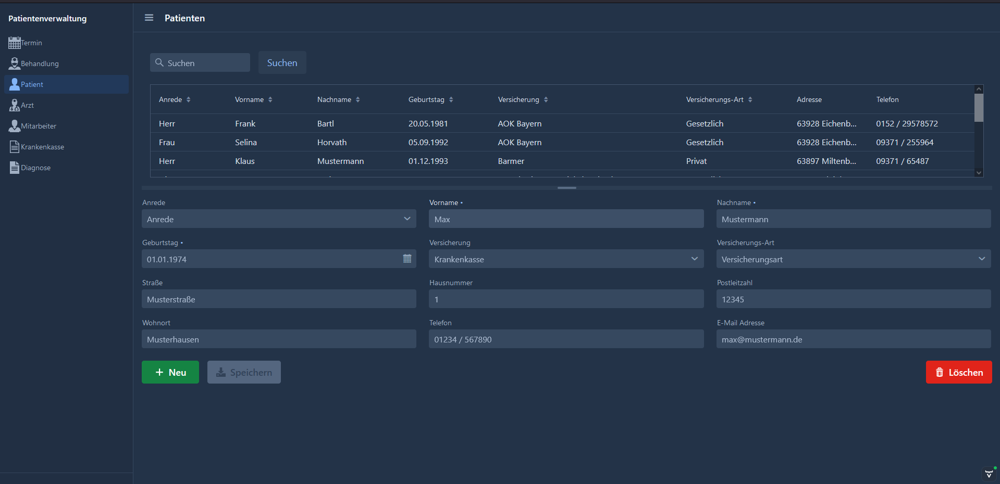 Patientenverwaltung
Termin
Behandlung
Patient
Arzt
Mitarbeiter
Krankenkasse
Diagnose
Patienten
Suchen Suchen
Anrede Vorname Nachname Geburtstag Versicherung Versicherungs-Art Adresse Telefon
Herr Frank Bartl 20.05.1981 AOK Bayern Gesetzlich 63928 Eichenb... 0152 / 29578572
Frau Selina Horvath 05.09.1992 AOK Bayern Gesetzlich 63928 Eichenb... 09371 / 255964
Herr Klaus Mustermann 01.12.1993 Barmer Privat 63897 Miltenb... 09371 / 65487
Anrede Vorname • Nachname •
Anrede Max Mustermann
Geburtstag • Versicherung Versicherungs-Art
01.01.1974 Krankenkasse Versicherungsart
Straße Hausnummer Postleitzahl
Musterstraße 1 12345
Wohnort Telefon E-Mail Adresse
Musterhausen 01234 / 567890 max@mustermann.de
+ Neu Speichern Löschen